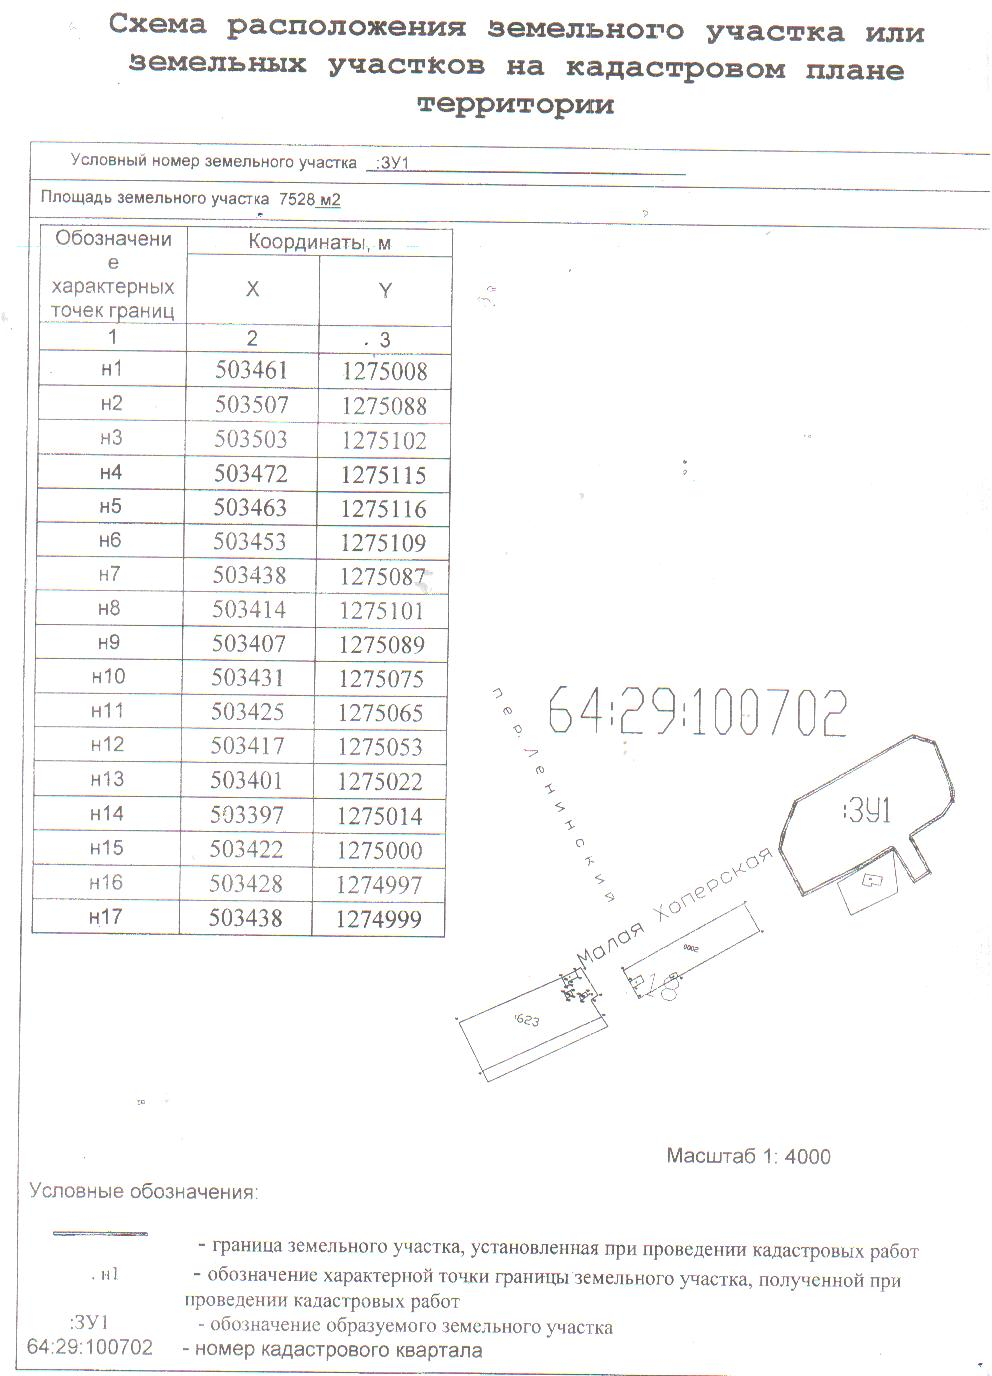 Схема расположения земельного участка или
земельных участков на кадастровом плане
территории
Условный номер земельного участка :ЗУ1
Площадь земельного участка 7528 м2
Обозначени
е
характерных
точек границ
Координаты, м
X Y
1 2 3
н1 503461 1275008
н2 503507 1275088
н3 503503 1275102
н4 503472 1275115
н5 503463 1275116
н6 503453 1275109
н7 503438 1275087
н8 503414 1275101
н9 503407 1275089
н10 503431 1275075
н11 503425 1275065
н12 503417 1275053
н13 503401 1275022
н14 503397 1275014
н15 503422 1275000
н16 503428 1274997
н17 503438 1274999
64:29:100702
пер. Ленинский
:ЗУ1
Малая Хоперская
:623
Масштаб 1: 4000
Условные обозначения:
- граница земельного участка, установленная при проведении кадастровых работ
. н1 - обозначение характерной точки границы земельного участка, полученной при
проведении кадастровых работ
:ЗУ1 - обозначение образуемого земельного участка
64:29:100702 - номер кадастрового квартала